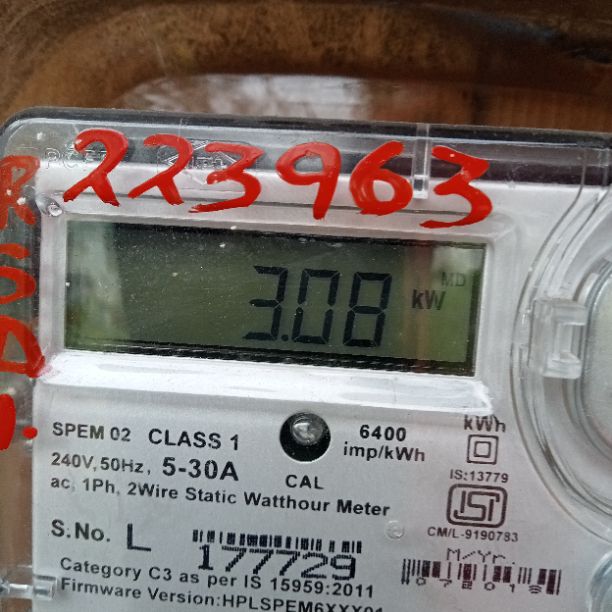 223963
MD
3.08 kW
SPEM 02 CLASS 1
6400
imp/kWh
kWh
240V, 50Hz, 5-30A
CAL
IS:13779
ac, 1Ph, 2Wire Static Watthour Meter
ISI
CM/L-9190783
S.No. L 177729
M/Yr.
Category C3 as per IS 15959:2011
Firmware Version:HPLSPEM6XXX01